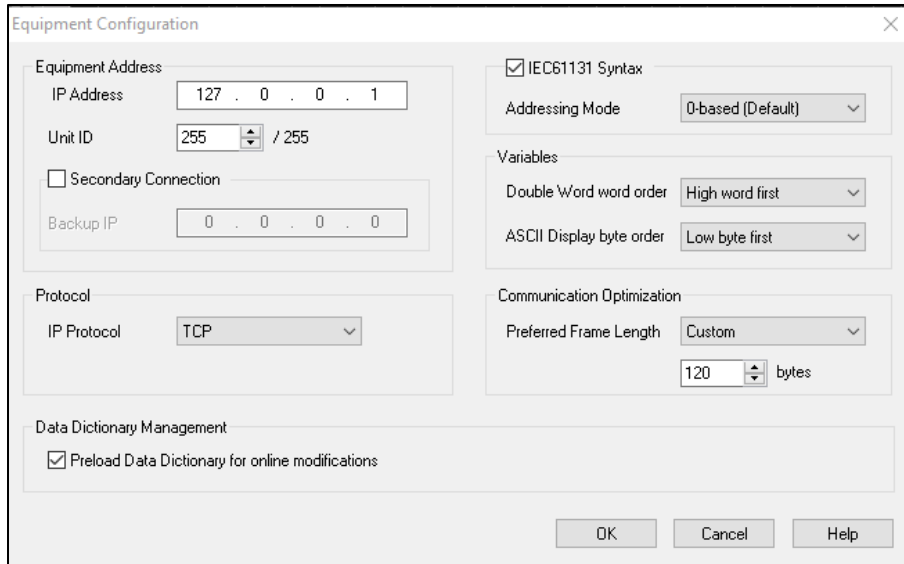 Equipment Configuration
Equipment Address
IP Address 127 . 0 . 0 . 1
Unit ID 255 / 255
Secondary Connection
Backup IP 0 . 0 . 0 . 0
IEC61131 Syntax
Addressing Mode 0-based (Default)
Variables
Double Word word order High word first
ASCII Display byte order Low byte first
Protocol
IP Protocol TCP
Communication Optimization
Preferred Frame Length Custom
120 bytes
Data Dictionary Management
Preload Data Dictionary for online modifications
OK Cancel Help